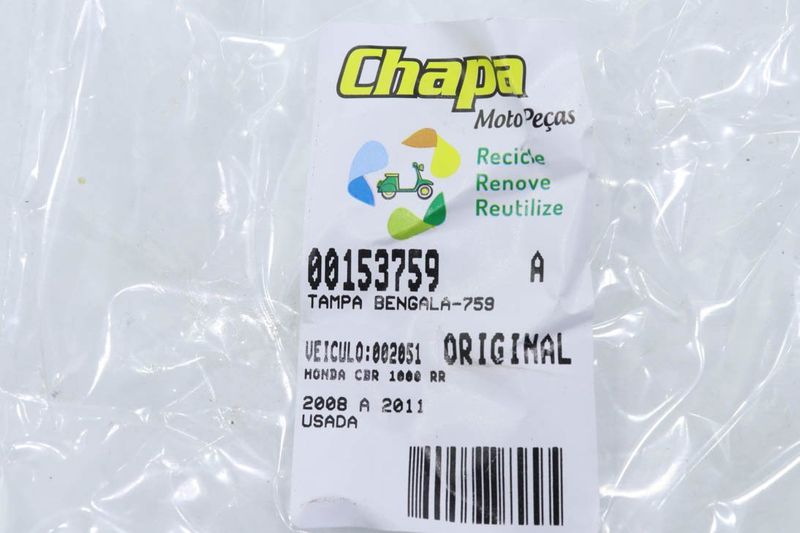 Chapa
MotoPeças
Recicle
Renove
Reutilize
00153759 A
TAMPA BENGALA-759
VEICULO:002051 ORIGINAL
HONDA CBR 1000 RR
2008 A 2011
USADA